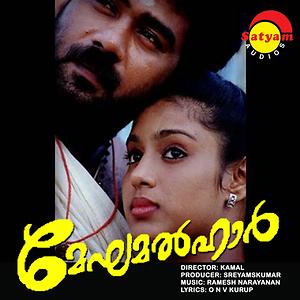 Satyam
AUDIOS
മേഘമൽഹാർ
DIRECTOR: KAMAL
PRODUCER: SREYAMSKUMAR
MUSIC: RAMESH NARAYANAN
LYRICS: O N V KURUP